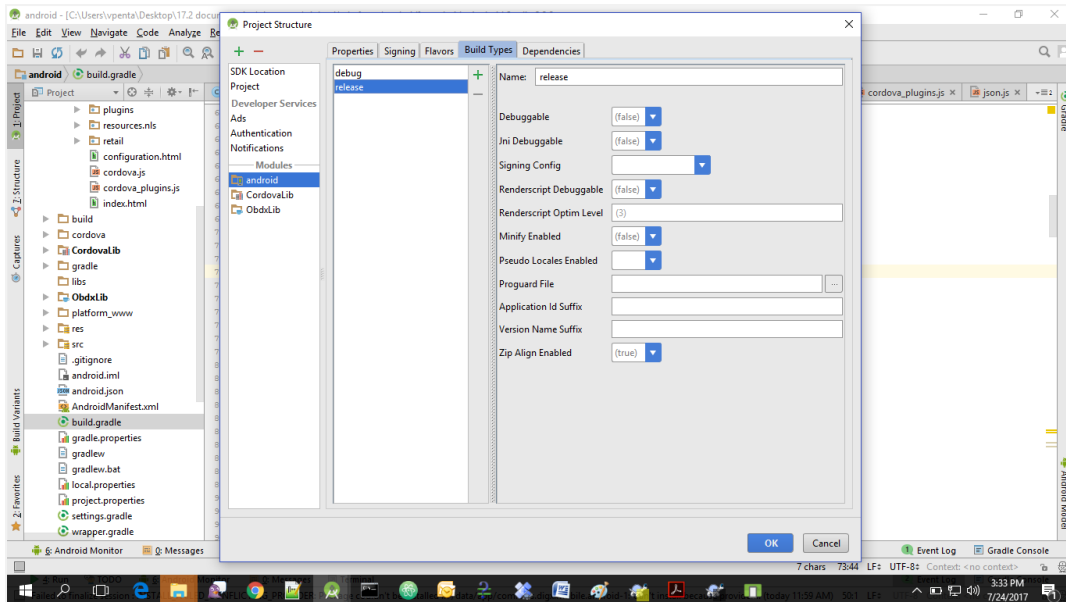 android - [C:\Users\vpenta\Desktop\17.2 docu
File Edit View Navigate Code Analyze Re
android build.gradle
Project
plugins
resources.nls
retail
configuration.html
cordova.js
cordova_plugins.js
index.html
build
cordova
CordovaLib
gradle
libs
ObdxLib
platform_www
res
src
.gitignore
android.iml
android.json
AndroidManifest.xml
build.gradle
gradle.properties
gradlew
gradlew.bat
local.properties
project.properties
settings.gradle
wrapper.gradle
1: Project
Z: Structure
Captures
Build Variants
2: Favorites
Project Structure
SDK Location
Project
Developer Services
Ads
Authentication
Notifications
Modules
android
CordovaLib
ObdxLib
Properties Signing Flavors Build Types Dependencies
debug
release
Name: release
Debuggable (false)
Jni Debuggable (false)
Signing Config
Renderscript Debuggable (false)
Renderscript Optim Level (3)
Minify Enabled (false)
Pseudo Locales Enabled
Proguard File ...
Application Id Suffix
Version Name Suffix
Zip Align Enabled (true)
OK Cancel
cordova_plugins.js json.js
Gradle
Android Model
6: Android Monitor 0: Messages
Event Log Gradle Console
7 chars 73:44 LF÷ UTF-8÷ Context: <no context>
3:33 PM
7/24/2017